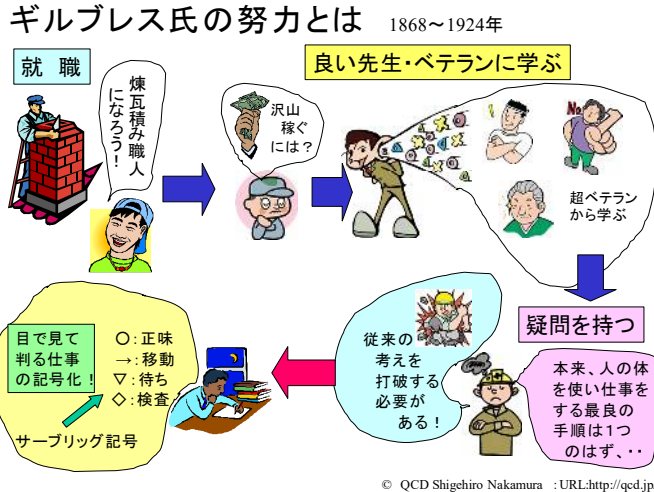 ギルブレス氏の努力とは 1868～1924年
就 職
煉瓦積み職人
になろう！
沢山
稼ぐ
には？
良い先生・ベテランに学ぶ
No
超ベテラン
から学ぶ
疑問を持つ
本来、人の体
を使い仕事を
する最良の
手順は１つ
のはず、・・
従来の
考えを
打破する
必要が
ある！
目で見て
判る仕事
の記号化！
○：正味
→：移動
▽：待ち
◇：検査
サーブリッグ記号
© QCD Shigehiro Nakamura ：URL:http://qcd.jp